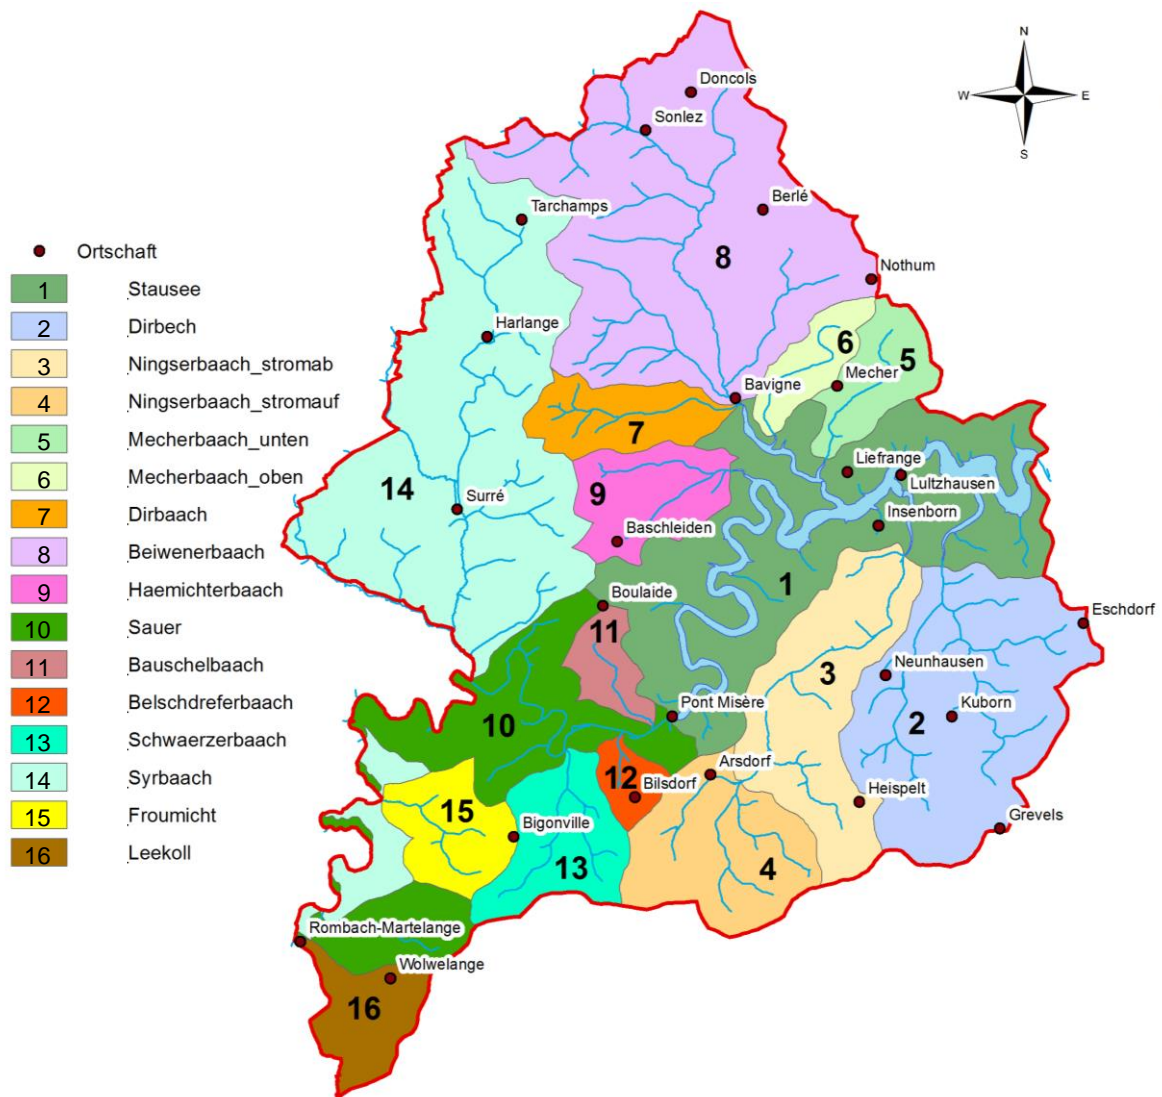 N
W E
S
Ortschaft
1 Stausee
2 Dirbech
3 Ningserbaach_stromab
4 Ningserbaach_stromauf
5 Mecherbaach_unten
6 Mecherbaach_oben
7 Dirbaach
8 Beiwenerbaach
9 Haemichterbaach
10 Sauer
11 Bauschelbaach
12 Belschdreferbaach
13 Schwaerzerbaach
14 Syrbaach
15 Froumicht
16 Leekoll
Doncols
Sonlez
Tarchamps
Berlé
8
Nothum
Harlange
6
5
Mecher
Bavigne
7
Liefrange
Lultzhausen
14
9
Surré
Insenborn
Baschleiden
1
Boulaide
11
Eschdorf
3
Neunhausen
10
Pont Misère
2
Kuborn
12
Arsdorf
Bilsdorf
Heispelt
15
Bigonville
Grevels
13
4
Rombach-Martelange
Wolwelange
16